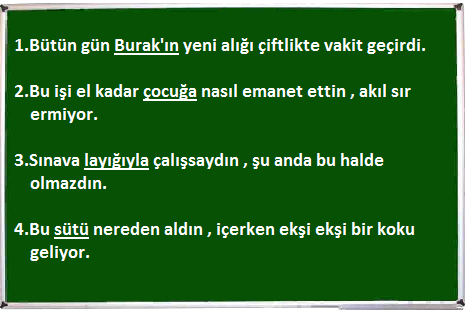 1.Bütün gün Burak'ın yeni alığı çiftlikte vakit geçirdi.
2.Bu işi el kadar çocuğa nasıl emanet ettin , akıl sır
ermiyor.
3.Sınava layığıyla çalışsaydın , şu anda bu halde
olmazdın.
4.Bu sütü nereden aldın , içerken ekşi ekşi bir koku
geliyor.